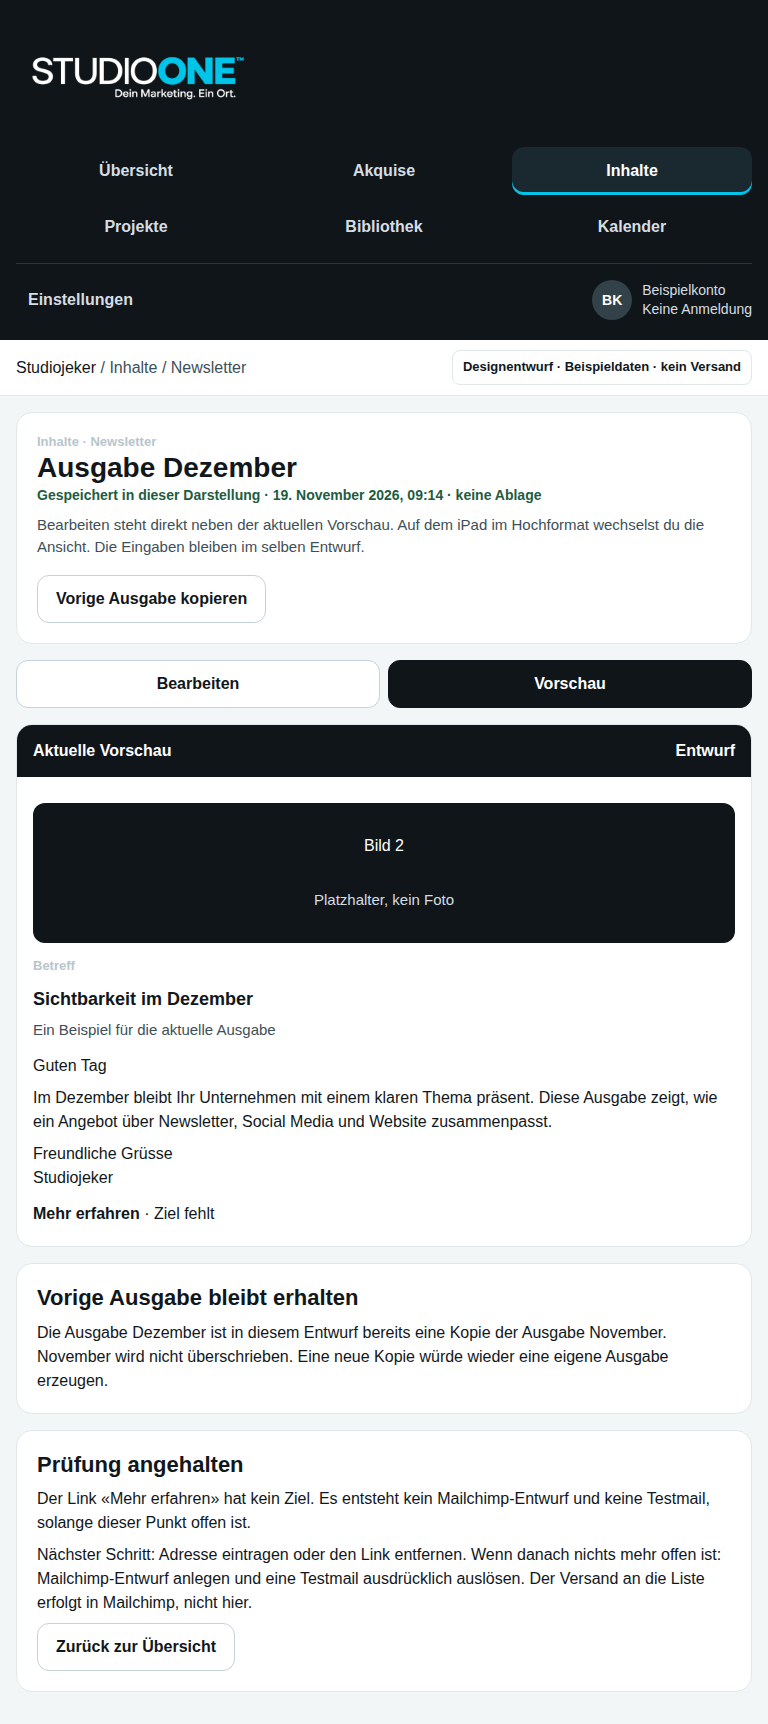 STUDIOONE™
Dein Marketing. Ein Ort.
Übersicht
Akquise
Inhalte
Projekte
Bibliothek
Kalender
Einstellungen
BK
Beispielkonto
Keine Anmeldung
Studiojeker / Inhalte / Newsletter
Designentwurf · Beispieldaten · kein Versand
Inhalte · Newsletter
Ausgabe Dezember
Gespeichert in dieser Darstellung · 19. November 2026, 09:14 · keine Ablage
Bearbeiten steht direkt neben der aktuellen Vorschau. Auf dem iPad im Hochformat wechselst du die
Ansicht. Die Eingaben bleiben im selben Entwurf.
Vorige Ausgabe kopieren
Bearbeiten
Vorschau
Aktuelle Vorschau
Entwurf
Bild 2
Platzhalter, kein Foto
Betreff
Sichtbarkeit im Dezember
Ein Beispiel für die aktuelle Ausgabe
Guten Tag
Im Dezember bleibt Ihr Unternehmen mit einem klaren Thema präsent. Diese Ausgabe zeigt, wie
ein Angebot über Newsletter, Social Media und Website zusammenpasst.
Freundliche Grüsse
Studiojeker
Mehr erfahren · Ziel fehlt
Vorige Ausgabe bleibt erhalten
Die Ausgabe Dezember ist in diesem Entwurf bereits eine Kopie der Ausgabe November.
November wird nicht überschrieben. Eine neue Kopie würde wieder eine eigene Ausgabe
erzeugen.
Prüfung angehalten
Der Link «Mehr erfahren» hat kein Ziel. Es entsteht kein Mailchimp-Entwurf und keine Testmail,
solange dieser Punkt offen ist.
Nächster Schritt: Adresse eintragen oder den Link entfernen. Wenn danach nichts mehr offen ist:
Mailchimp-Entwurf anlegen und eine Testmail ausdrücklich auslösen. Der Versand an die Liste
erfolgt in Mailchimp, nicht hier.
Zurück zur Übersicht